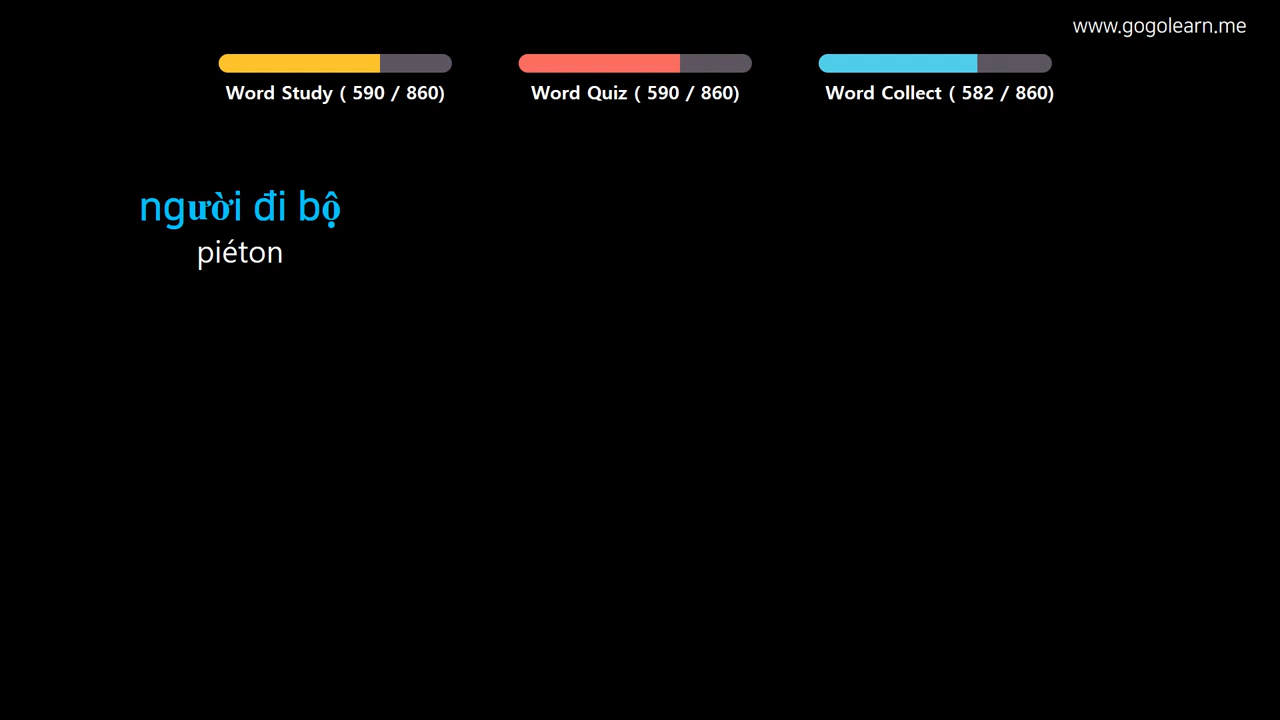 www.gogolearn.me
Word Study ( 590 / 860)
Word Quiz ( 590 / 860)
Word Collect ( 582 / 860)
người đi bộ
piéton